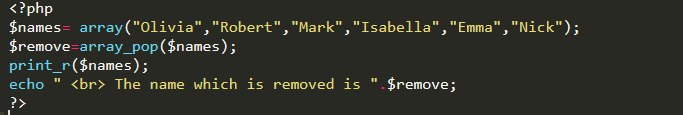 <?php
$names= array("Olivia","Robert","Mark","Isabella","Emma","Nick");
$remove=array_pop($names);
print_r($names);
echo " <br> The name which is removed is ".$remove;
?>